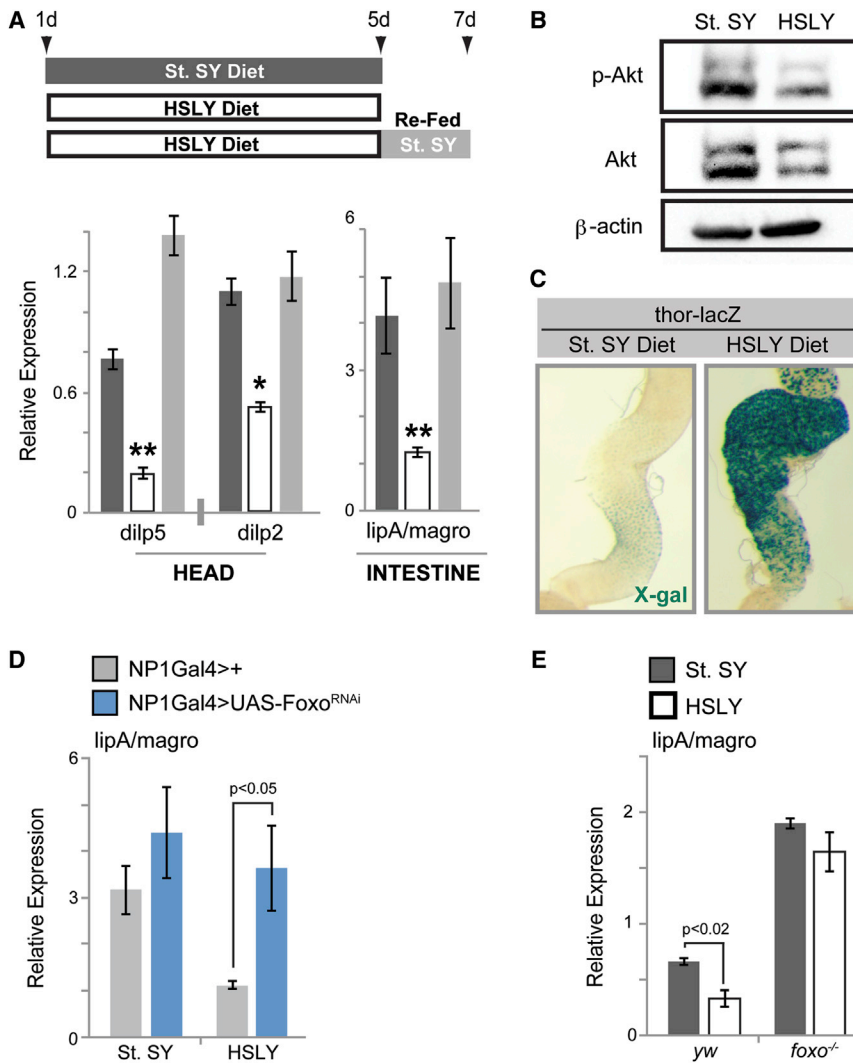 A
1d 5d 7d
St. SY Diet
HSLY Diet
Re-Fed
HSLY Diet St. SY
Relative Expression
1.2
0.6
0
**
*
dilp5 dilp2
HEAD
6
3
0
**
lipA/magro
INTESTINE
B
St. SY HSLY
p-Akt
Akt
β-actin
C
thor-lacZ
St. SY Diet HSLY Diet
X-gal
D
NP1Gal4>+
NP1Gal4>UAS-Foxo^RNAi
lipA/magro
Relative Expression
6
3
0
p<0.05
St. SY HSLY
E
St. SY
HSLY
lipA/magro
Relative Expression
2
1
0
p<0.02
yw foxo-/-